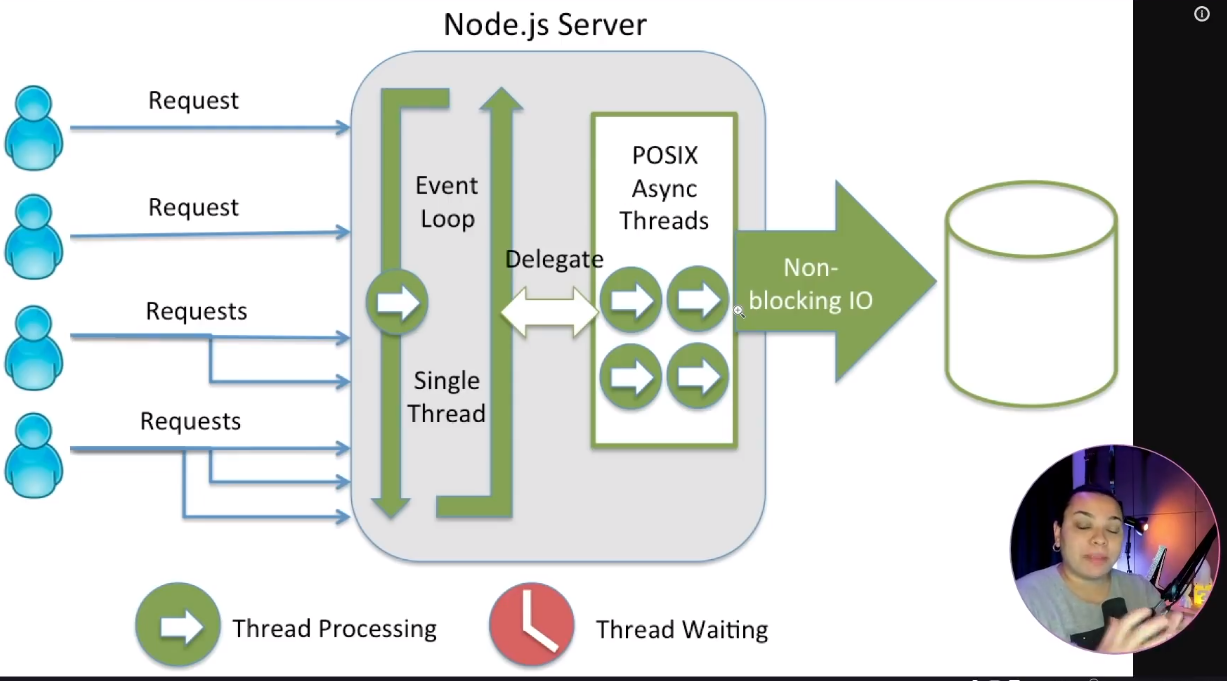 Node.js Server
Request
Request
Requests
Requests
Event
Loop
Single
Thread
Delegate
POSIX
Async
Threads
Non-
blocking IO
Thread Processing
Thread Waiting